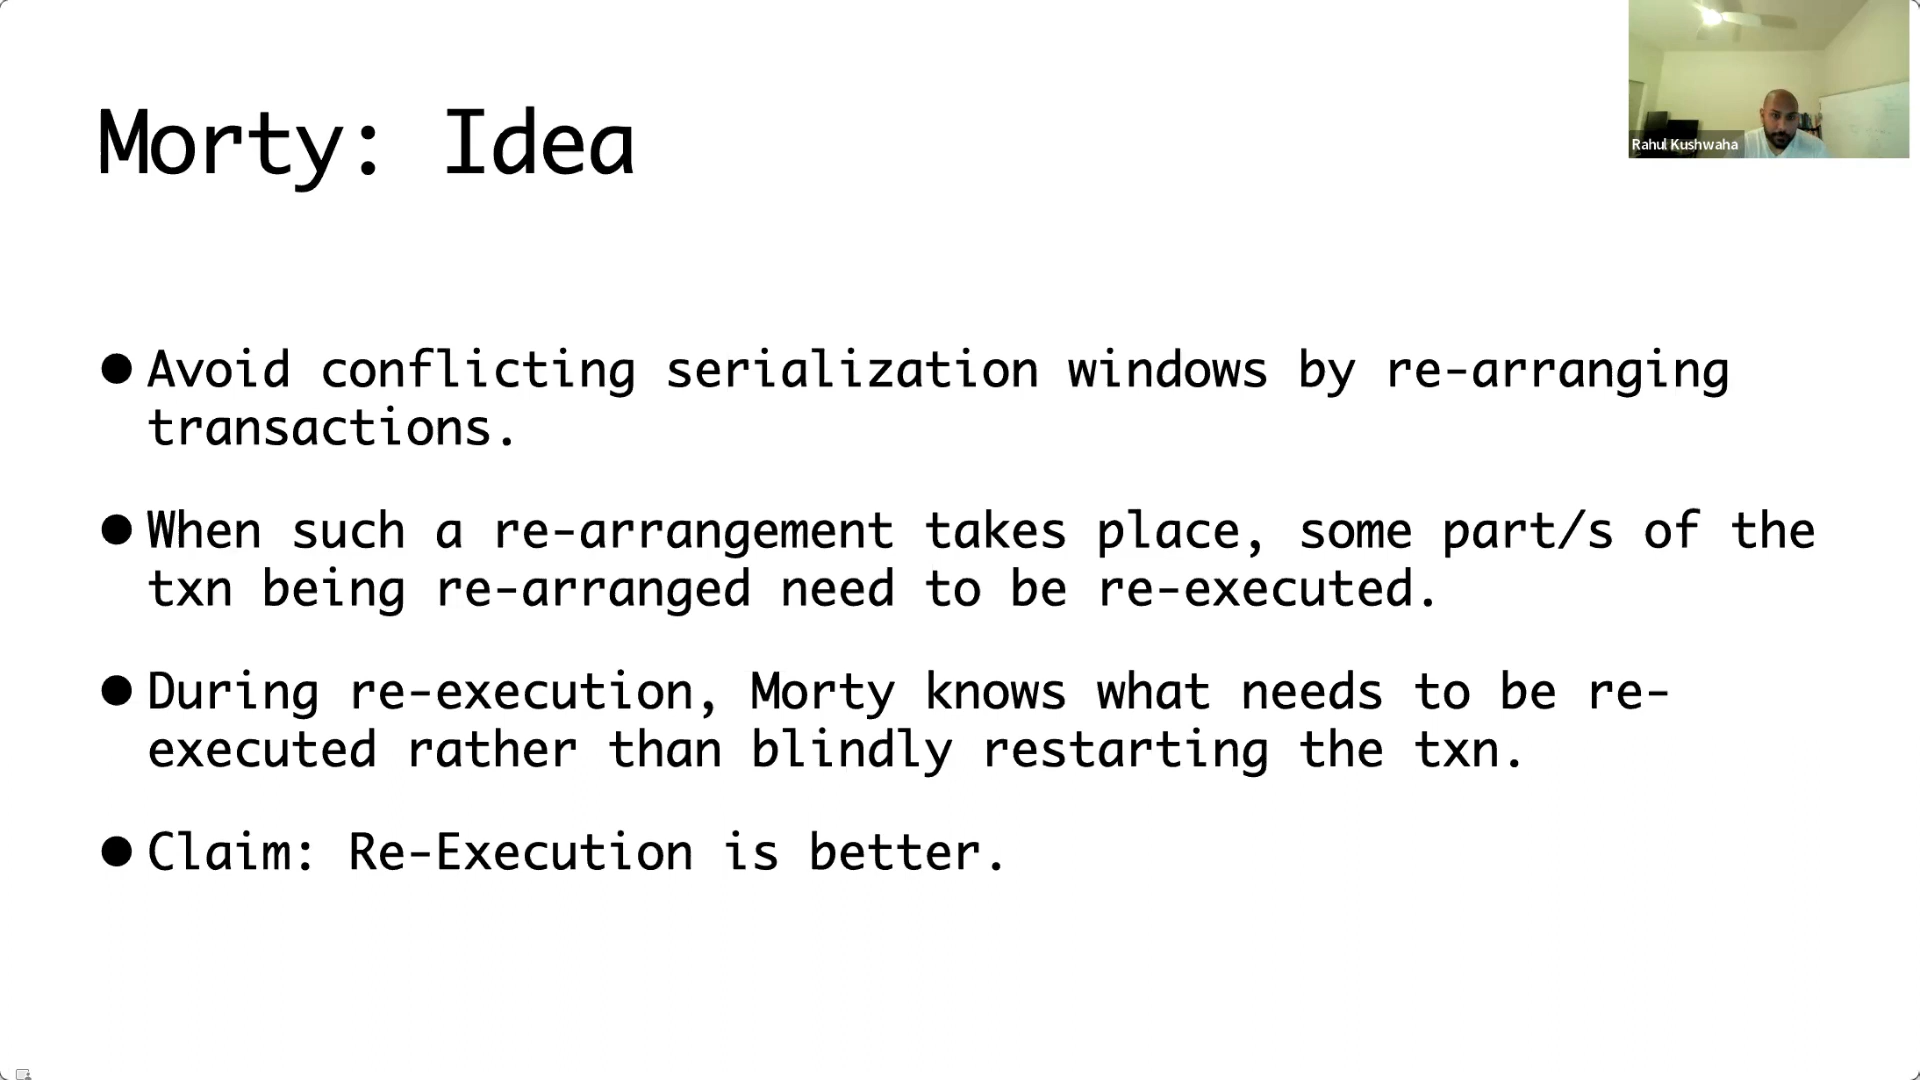 Morty: Idea
Rahul Kushwaha
● Avoid conflicting serialization windows by re-arranging
transactions.
● When such a re-arrangement takes place, some part/s of the
txn being re-arranged need to be re-executed.
● During re-execution, Morty knows what needs to be re-
executed rather than blindly restarting the txn.
● Claim: Re-Execution is better.